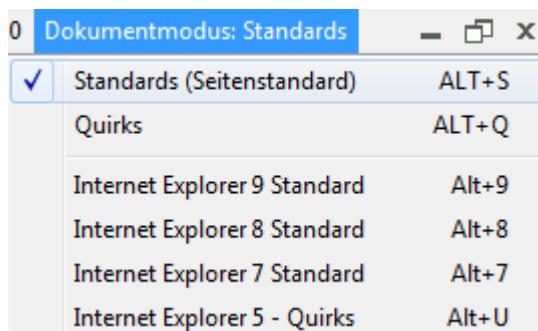 0 Dokumentmodus: Standards
Standards (Seitenstandard) ALT+S
Quirks ALT+Q
Internet Explorer 9 Standard Alt+9
Internet Explorer 8 Standard Alt+8
Internet Explorer 7 Standard Alt+7
Internet Explorer 5 - Quirks Alt+U